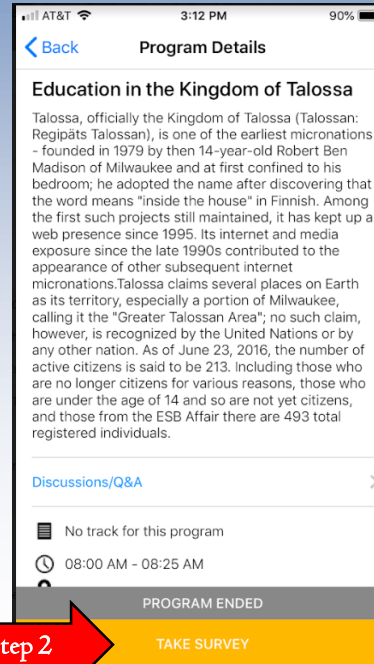 AT&T 3:12 PM 90%
Back Program Details
Education in the Kingdom of Talossa
Talossa, officially the Kingdom of Talossa (Talossan:
Regipäts Talossan), is one of the earliest micronations
- founded in 1979 by then 14-year-old Robert Ben
Madison of Milwaukee and at first confined to his
bedroom; he adopted the name after discovering that
the word means "inside the house" in Finnish. Among
the first such projects still maintained, it has kept up a
web presence since 1995. Its internet and media
exposure since the late 1990s contributed to the
appearance of other subsequent internet
micronations.Talossa claims several places on Earth
as its territory, especially a portion of Milwaukee,
calling it the "Greater Talossan Area"; no such claim,
however, is recognized by the United Nations or by
any other nation. As of June 23, 2016, the number of
active citizens is said to be 213. Including those who
are no longer citizens for various reasons, those who
are under the age of 14 and so are not yet citizens,
and those from the ESB Affair there are 493 total
registered individuals.
Discussions/Q&A
No track for this program
08:00 AM - 08:25 AM
PROGRAM ENDED
tep 2 TAKE SURVEY